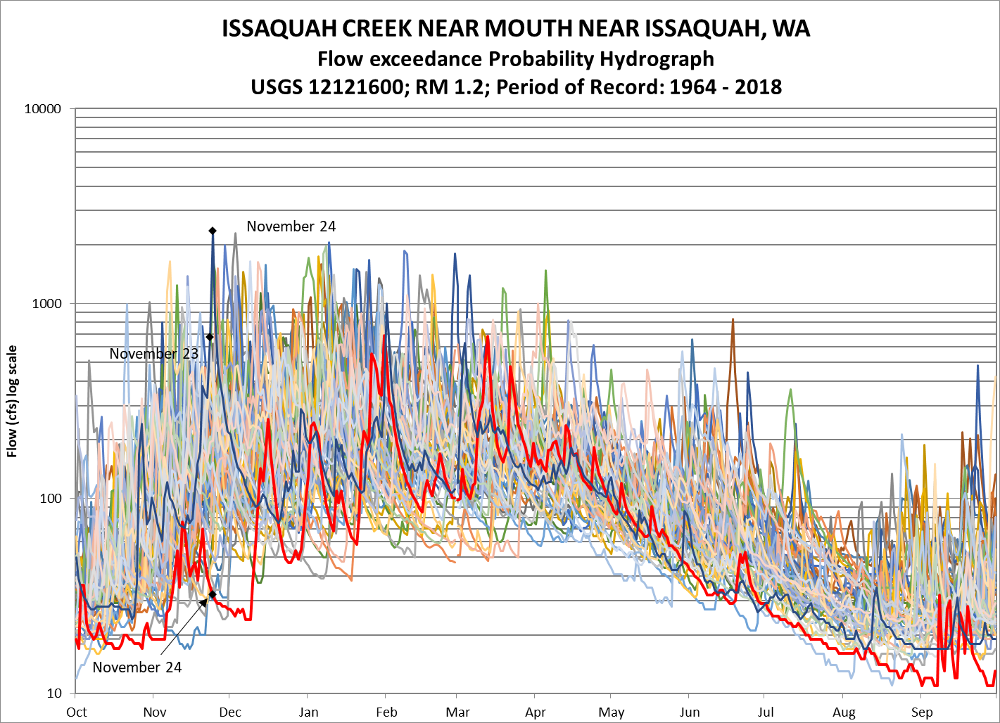 ISSAQUAH CREEK NEAR MOUTH NEAR ISSAQUAH, WA
Flow exceedance Probability Hydrograph
USGS 12121600; RM 1.2; Period of Record: 1964 - 2018
10000
1000
100
10
Flow (cfs) log scale
November 24
November 23
November 24
Oct Nov Dec Jan Feb Mar Apr May Jun Jul Aug Sep